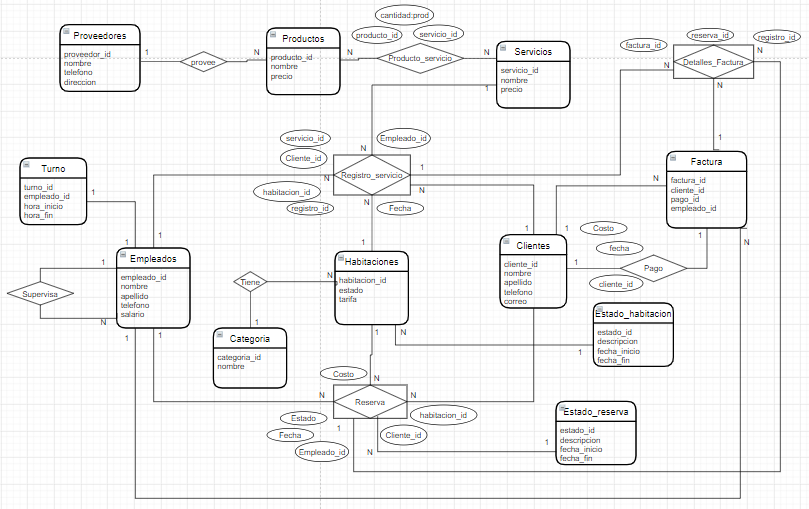 cantidad:prod
producto_id
servicio_id
reserva_id
registro_id
factura_id
Proveedores
proveedor_id
nombre
telefono
direccion
1
provee
N
Productos
producto_id
nombre
precio
N
Producto_servicio
N
Servicios
servicio_id
nombre
precio
1
Detalles_Factura
N
N
N
1
Factura
factura_id
cliente_id
pago_id
empleado_id
N
1
N
servicio_id
Cliente_id
habitacion_id
registro_id
Empleado_id
Fecha
N
N
1
N
N
Registro_servicio
Turno
turno_id
empleado_id
hora_inicio
hora_fin
1
1
1
Empleados
empleado_id
nombre
apellido
telefono
salario
1
N
1
1
Supervisa
Tiene
N
1
Categoria
categoria_id
nombre
1
Habitaciones
habitacion_id
estado
tarifa
1
N
1
1
Clientes
cliente_id
nombre
apellido
telefono
correo
1
Costo
fecha
cliente_id
Pago
Estado_habitacion
estado_id
descripcion
fecha_inicio
fecha_fin
1
Costo
N
N
N
Reserva
Estado
Fecha
Empleado_id
habitacion_id
Cliente_id
1
N
1
Estado_reserva
estado_id
descripcion
fecha_inicio
fecha_fin